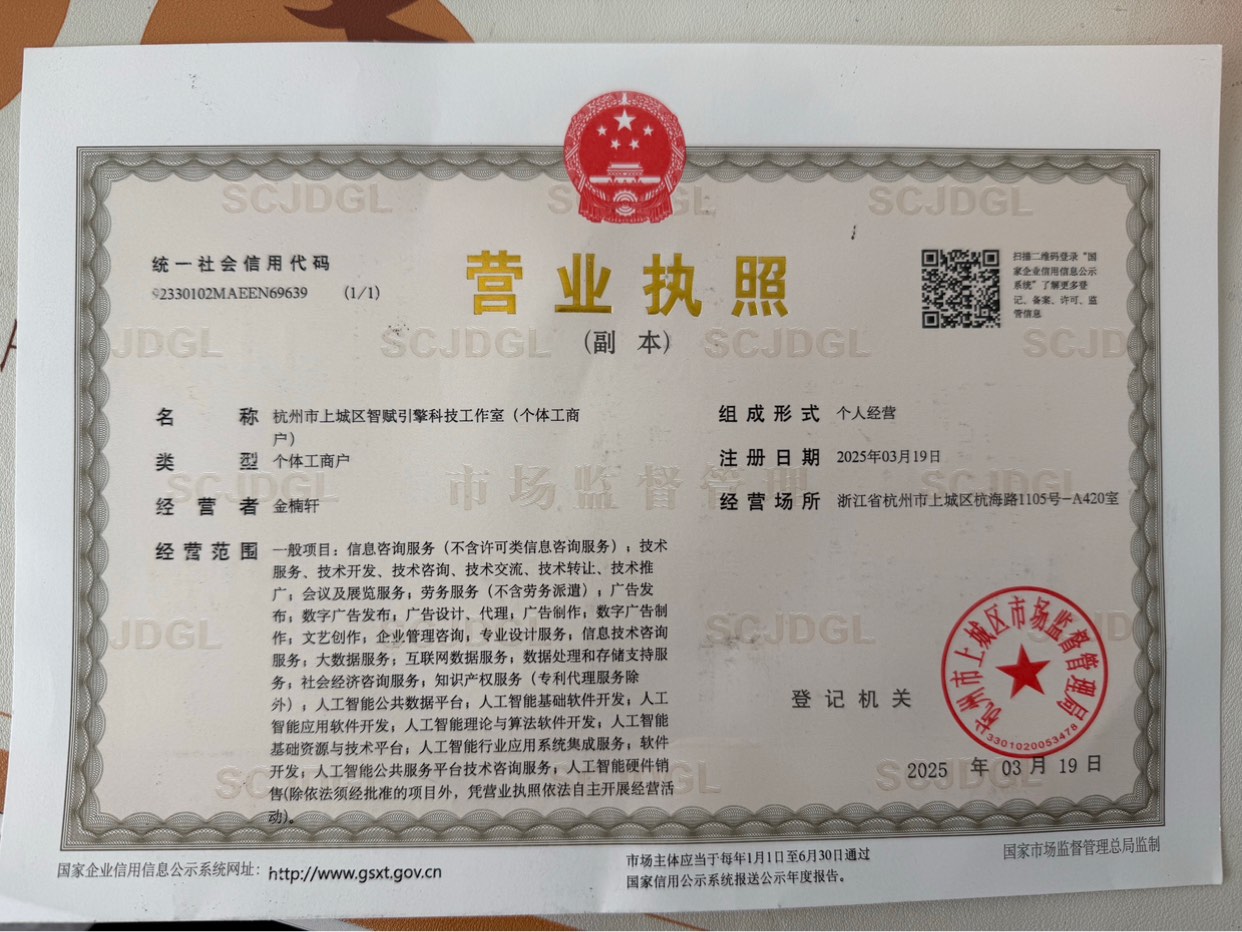 统一社会信用代码
92330102MAEEN69639 (1/1)
营业执照
(副 本)
扫描二维码登录“国
家企业信用信息公示
系统”了解更多登
记、备案、许可、监
管信息
名 称 杭州市上城区智赋引擎科技工作室（个体工商
户）
类 型 个体工商户
经 营 者 金楠轩
经营范围 一般项目：信息咨询服务（不含许可类信息咨询服务）；技术
服务、技术开发、技术咨询、技术交流、技术转让、技术推
广；会议及展览服务；劳务服务（不含劳务派遣）；广告发
布；数字广告发布；广告设计、代理；广告制作；数字广告制
作；文艺创作；企业管理咨询；专业设计服务；信息技术咨询
服务；大数据服务；互联网数据服务；数据处理和存储支持服
务；社会经济咨询服务；知识产权服务（专利代理服务除
外）；人工智能公共数据平台；人工智能基础软件开发；人工
智能应用软件开发；人工智能理论与算法软件开发；人工智能
基础资源与技术平台；人工智能行业应用系统集成服务；软件
开发；人工智能公共服务平台技术咨询服务；人工智能硬件销
售(除依法须经批准的项目外，凭营业执照依法自主开展经营活
动)。
组成形式 个人经营
注册日期 2025年03月19日
经营场所 浙江省杭州市上城区杭海路1105号-A420室
登记机关
杭州市上城区市场监督管理局
3301020053478
2025 年 03 月 19 日
SCJDGL
市场监督管理
国家企业信用信息公示系统网址：http://www.gsxt.gov.cn
市场主体应当于每年1月1日至6月30日通过
国家信用公示系统报送公示年度报告。
国家市场监督管理总局监制